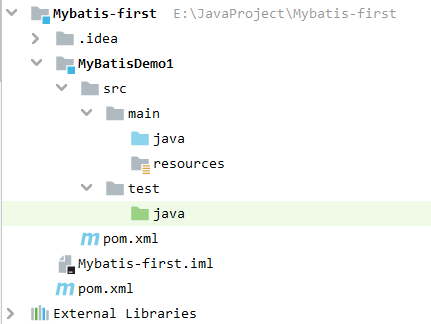 Mybatis-first E:\JavaProject\Mybatis-first
.idea
MyBatisDemo1
src
main
java
resources
test
java
pom.xml
Mybatis-first.iml
pom.xml
External Libraries